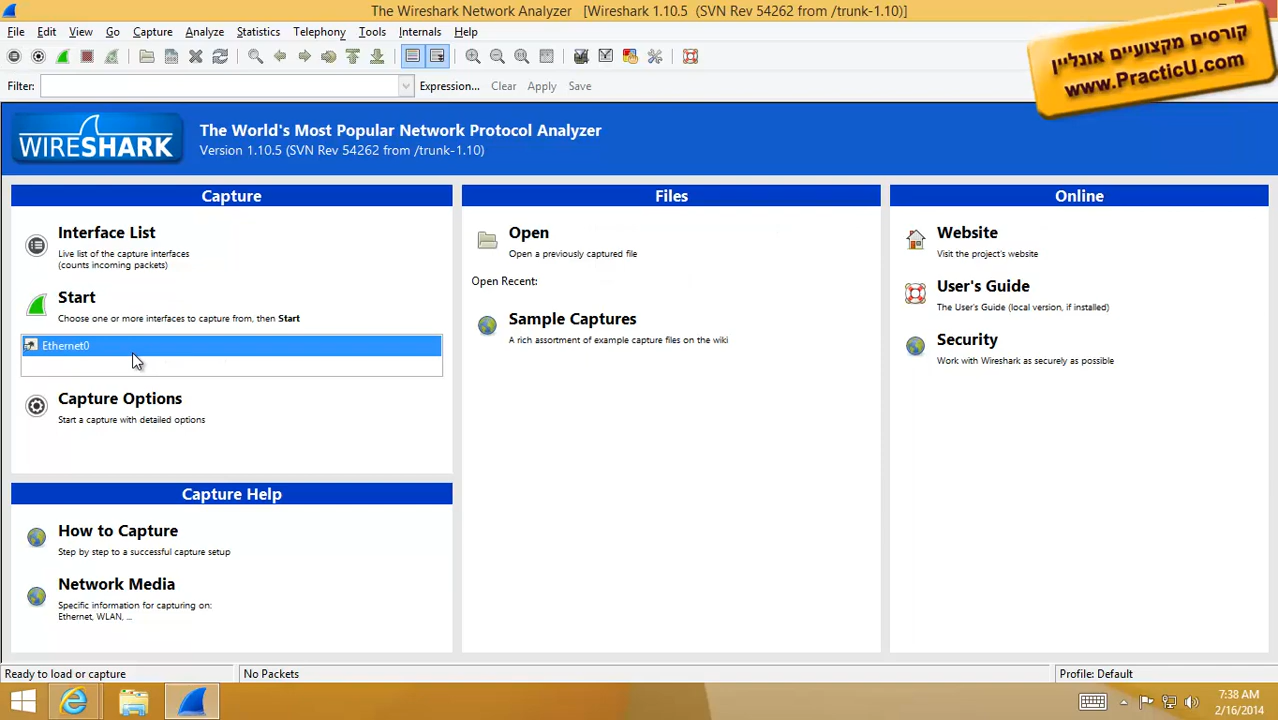 The Wireshark Network Analyzer [Wireshark 1.10.5 (SVN Rev 54262 from /trunk-1.10)]
File Edit View Go Capture Analyze Statistics Telephony Tools Internals Help
Filter: Expression... Clear Apply Save
קורסים מקצועיים אונליין
www.PracticU.com
WIRESHARK
The World's Most Popular Network Protocol Analyzer
Version 1.10.5 (SVN Rev 54262 from /trunk-1.10)
Capture
Interface List
Live list of the capture interfaces
(counts incoming packets)
Start
Choose one or more interfaces to capture from, then Start
Ethernet0
Capture Options
Start a capture with detailed options
Capture Help
How to Capture
Step by step to a successful capture setup
Network Media
Specific information for capturing on:
Ethernet, WLAN, ...
Files
Open
Open a previously captured file
Open Recent:
Sample Captures
A rich assortment of example capture files on the wiki
Online
Website
Visit the project's website
User's Guide
The User's Guide (local version, if installed)
Security
Work with Wireshark as securely as possible
Ready to load or capture
No Packets
Profile: Default
7:38 AM
2/16/2014